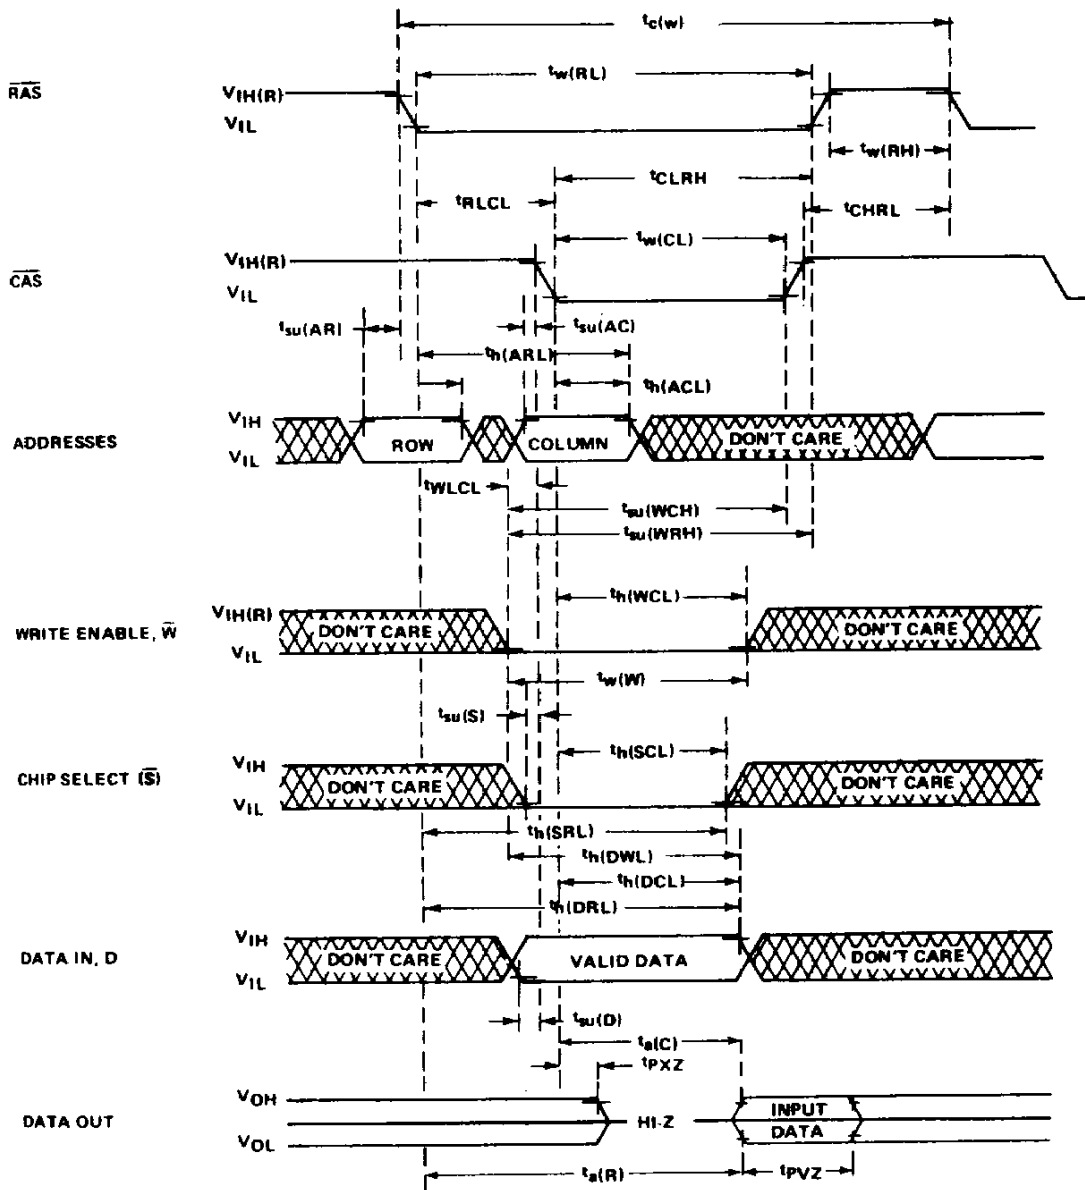 tc(w)
tw(RL)
RAS
VIH(R)
VIL
tw(RH)
tCLRH
tRLCL
tCHRL
tw(CL)
VIH(R)
CAS
VIL
tsu(AR)
tsu(AC)
th(ARL)
th(ACL)
VIH
ADDRESSES
ROW
COLUMN
DON'T CARE
VIL
tWLCL
tsu(WCH)
tsu(WRH)
th(WCL)
VIH(R)
WRITE ENABLE, W
DON'T CARE
DON'T CARE
VIL
tw(W)
tsu(S)
th(SCL)
VIH
CHIP SELECT (S)
DON'T CARE
DON'T CARE
VIL
th(SRL)
th(DWL)
th(DCL)
th(DRL)
VIH
DATA IN, D
DON'T CARE
VALID DATA
DON'T CARE
VIL
tsu(D)
ta(C)
tPXZ
VOH
DATA OUT
HI-Z
INPUT
DATA
VOL
ta(R)
tPVZ